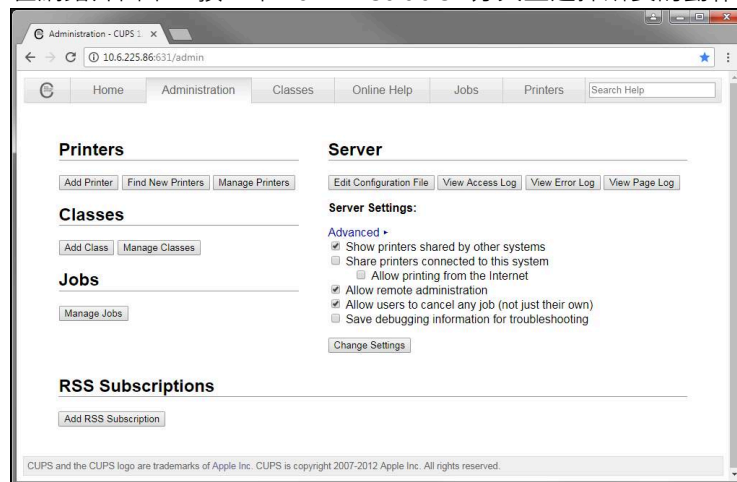 Administration - CUPS 1
10.6.225.86:631/admin
Home Administration Classes Online Help Jobs Printers Search Help
Printers
Add Printer Find New Printers Manage Printers
Classes
Add Class Manage Classes
Jobs
Manage Jobs
Server
Edit Configuration File View Access Log View Error Log View Page Log
Server Settings:
Advanced
Show printers shared by other systems
Share printers connected to this system
Allow printing from the Internet
Allow remote administration
Allow users to cancel any job (not just their own)
Save debugging information for troubleshooting
Change Settings
RSS Subscriptions
Add RSS Subscription
CUPS and the CUPS logo are trademarks of Apple Inc. CUPS is copyright 2007-2012 Apple Inc. All rights reserved.